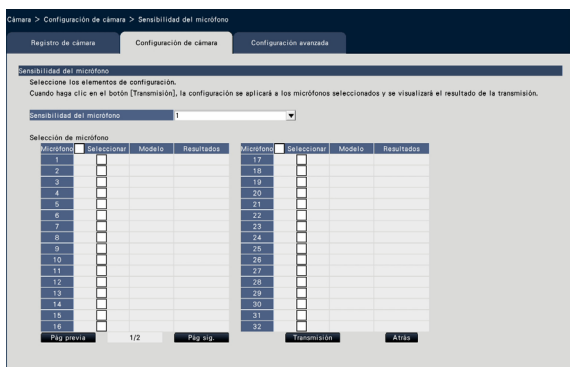 Cámara > Configuración de cámara > Sensibilidad del micrófono
Registro de cámara Configuración de cámara Configuración avanzada
Sensibilidad del micrófono
Seleccione los elementos de configuración.
Cuando haga clic en el botón [Transmisión], la configuración se aplicará a los micrófonos seleccionados y se visualizará el resultado de la transmisión.
Sensibilidad del micrófono 1
Selección de micrófono
Micrófono Seleccionar Modelo Resultados Micrófono Seleccionar Modelo Resultados
1 17
2 18
3 19
4 20
5 21
6 22
7 23
8 24
9 25
10 26
11 27
12 28
13 29
14 30
15 31
16 32
Pág previa 1/2 Pág sig. Transmisión Atrás